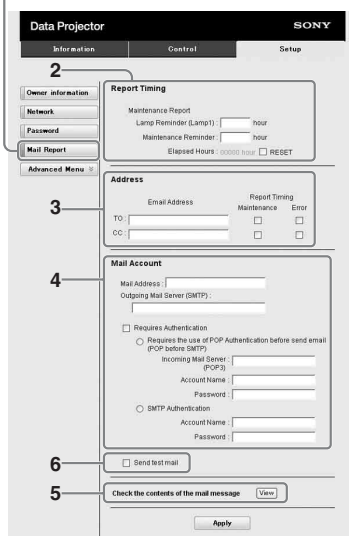 Data Projector
SONY
Information Control Setup
2
Owner information
Network
Password
Mail Report
Advanced Menu
Report Timing
Maintenance Report
Lamp Reminder (Lamp1) : hour
Maintenance Reminder : hour
Elapsed Hours : 00000 hour RESET
3
Address
Email Address
Report Timing
Maintenance Error
TO :
CC :
4
Mail Account
Mail Address :
Outgoing Mail Server (SMTP) :
Requires Authentication
Requires the use of POP Authentication before send email
(POP before SMTP)
Incoming Mail Server :
(POP3)
Account Name :
Password :
SMTP Authentication
Account Name :
Password :
6
Send test mail
5
Check the contents of the mail message View
Apply